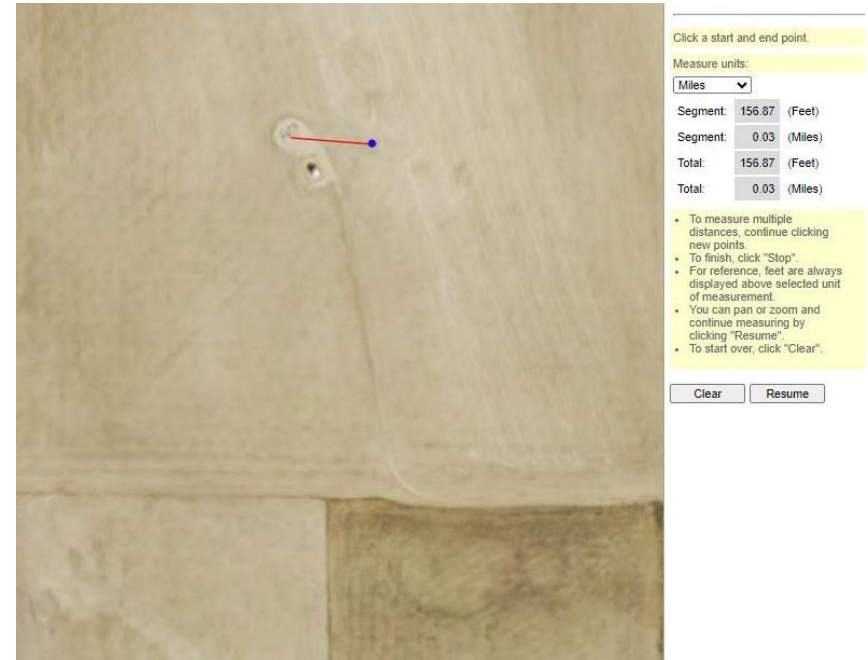 Click a start and end point.
Measure units:
Miles
Segment: 156.87 (Feet)
Segment: 0.03 (Miles)
Total: 156.87 (Feet)
Total: 0.03 (Miles)
• To measure multiple
distances, continue clicking
new points.
• To finish, click "Stop".
• For reference, feet are always
displayed above selected unit
of measurement.
• You can pan or zoom and
continue measuring by
clicking "Resume".
• To start over, click "Clear".
Clear Resume